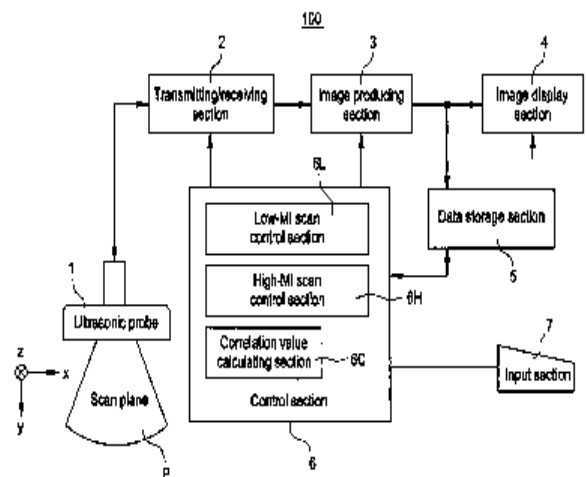 100
2
3
4
Transmitting/receiving
section
Image producing
section
Image display
section
6L
Low-MI scan
control section
Data storage section
5
High-MI scan
control section
6H
1
Ultrasonic probe
Correlation value
calculating section
6C
7
z
x
y
Scan plane
Control section
Input section
P
6